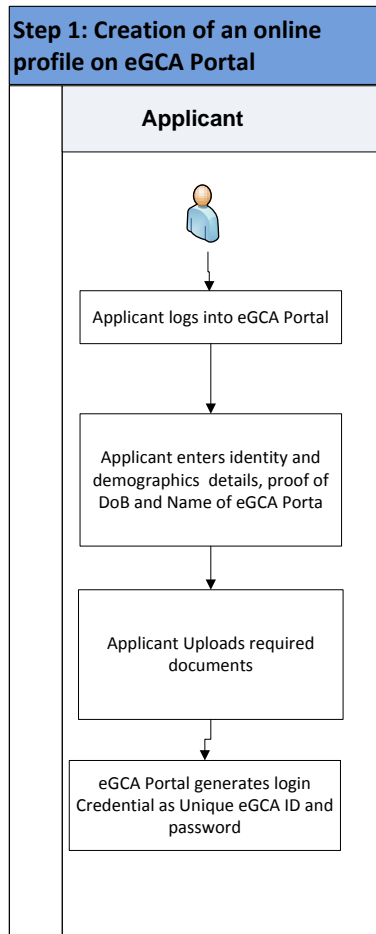 Step 1: Creation of an online
profile on eGCA Portal
Applicant
Applicant logs into eGCA Portal
Applicant enters identity and
demographics details, proof of
DoB and Name of eGCA Porta
Applicant Uploads required
documents
eGCA Portal generates login
Credential as Unique eGCA ID and
password